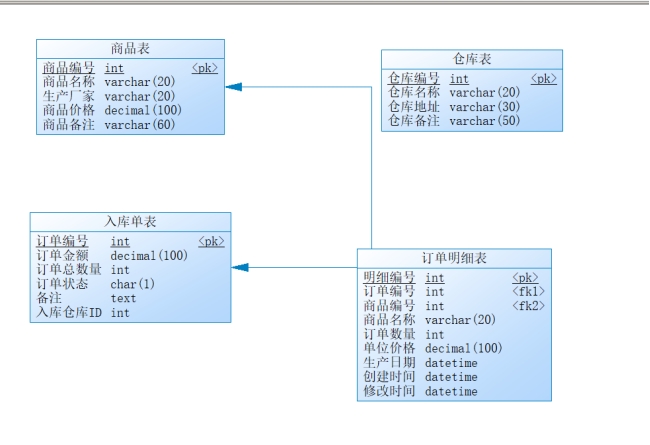 商品表
商品编号 int <pk>
商品名称 varchar(20)
生产厂家 varchar(20)
商品价格 decimal(100)
商品备注 varchar(60)
仓库表
仓库编号 int <pk>
仓库名称 varchar(20)
仓库地址 varchar(30)
仓库备注 varchar(50)
入库单表
订单编号 int <pk>
订单金额 decimal(100)
订单总数量 int
订单状态 char(1)
备注 text
入库仓库ID int
订单明细表
明细编号 int <pk>
订单编号 int <fk1>
商品编号 int <fk2>
商品名称 varchar(20)
订单数量 int
单位价格 decimal(100)
生产日期 datetime
创建时间 datetime
修改时间 datetime